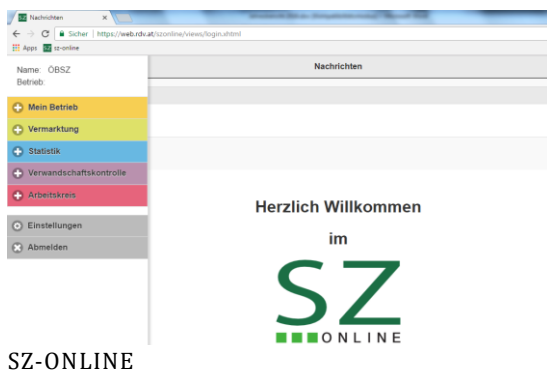 Nachrichten
Sicher | https://web.rdv.at/szonline/views/login.xhtml
Apps sz-online
Name: ÖBSZ
Betrieb:
Nachrichten
Mein Betrieb
Vermarktung
Statistik
Verwandschaftskontrolle
Arbeitskreis
Einstellungen
Abmelden
Herzlich Willkommen
im
SZ
ONLINE
SZ-ONLINE